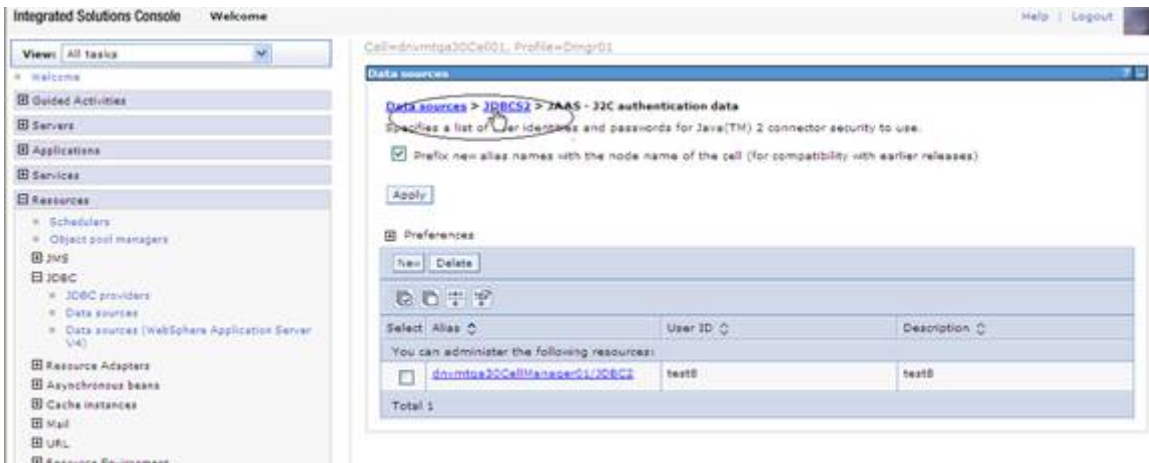 Integrated Solutions Console Welcome Help | Logout
View: All tasks
Cell=dnvmtqa30Cell01, Profile=Dmgr01
Welcome
Data sources
Guided Activities
Data sources > JDBCS2 > JAAS - J2C authentication data
Servers
Specifies a list of user identities and passwords for Java(TM) 2 connector security to use.
Applications
Prefix new alias names with the node name of the cell (for compatibility with earlier releases)
Services
Apply
Resources
Schedulers
Object pool managers
Preferences
JMS
New Delete
JDBC
JDBC providers
Data sources
Data sources (WebSphere Application Server V4)
Select Alias User ID Description
You can administer the following resources:
Resource Adapters
dnvmtqa30CellManager01/JDBC2 test8 test8
Asynchronous beans
Cache instances
Total 1
Mail
URL
Resource Environment